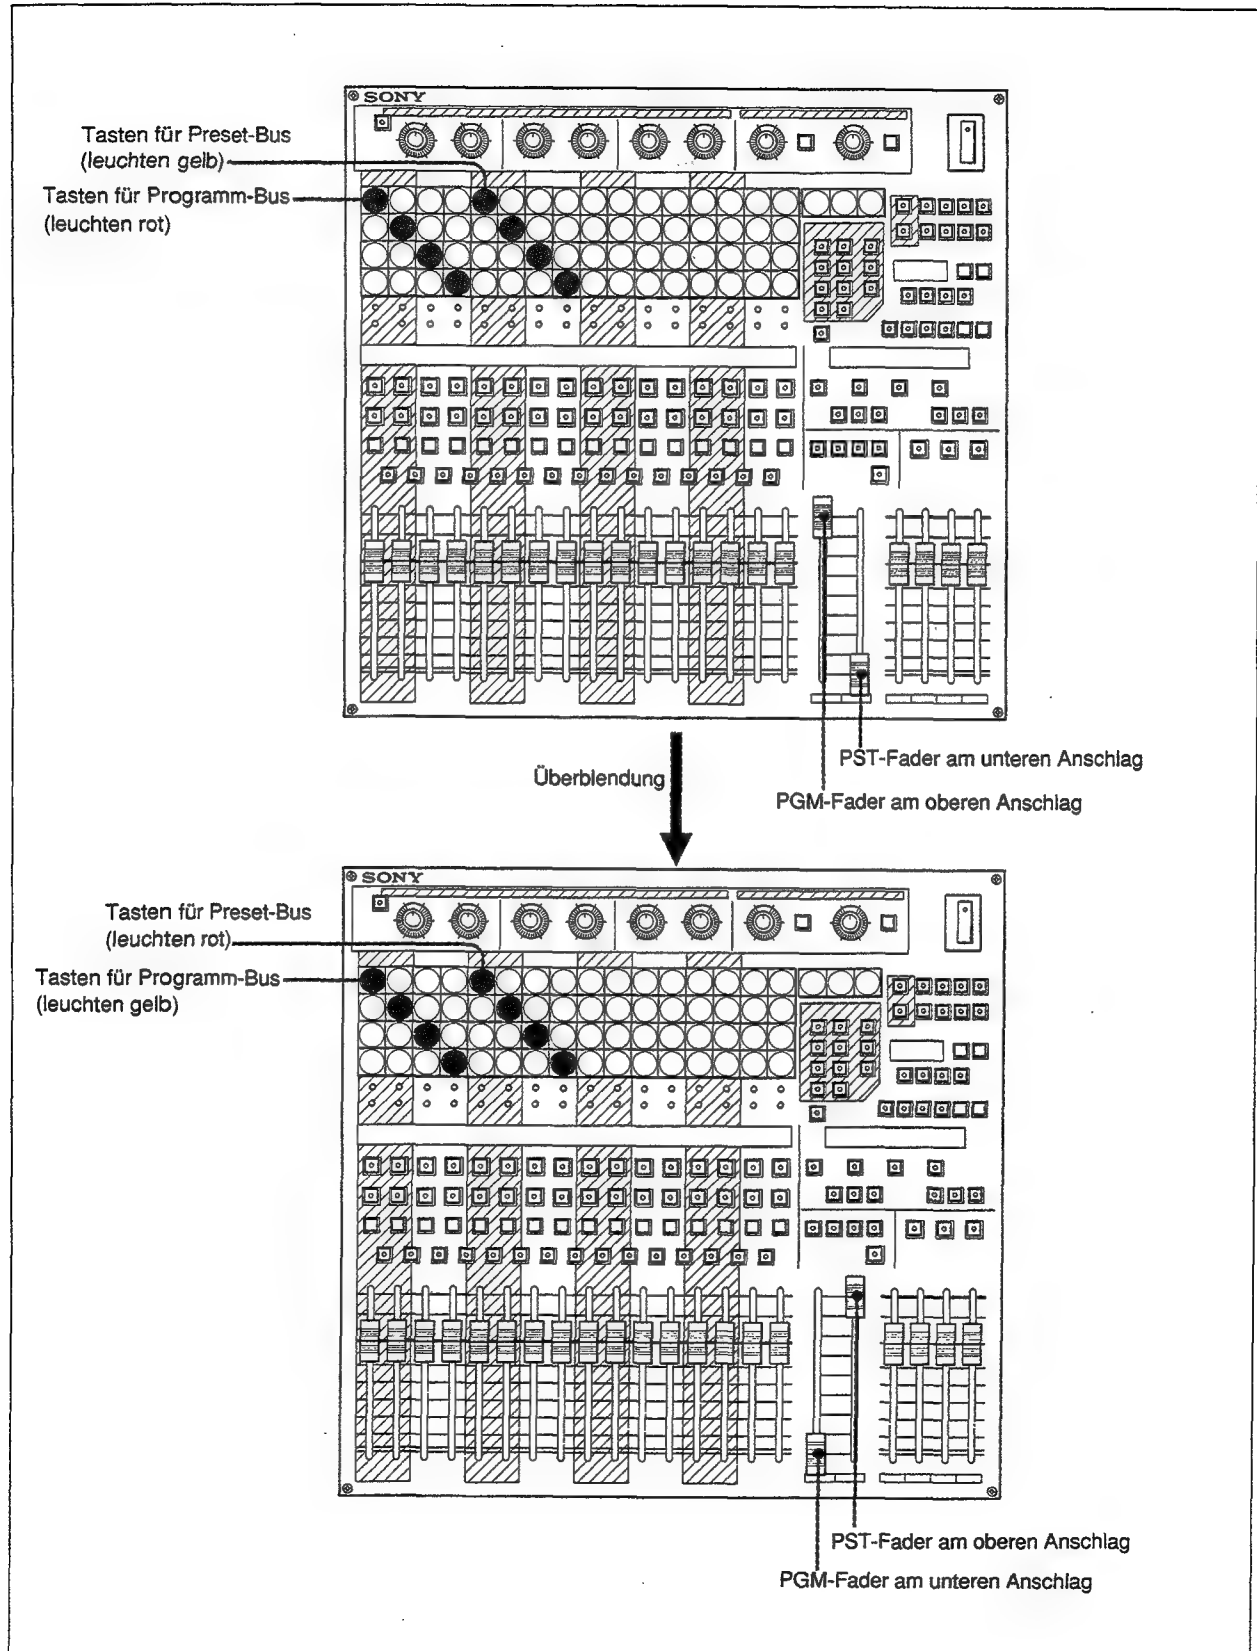 SONY
Tasten für Preset-Bus
(leuchten gelb)
Tasten für Programm-Bus
(leuchten rot)
PST-Fader am unteren Anschlag
Überblendung
PGM-Fader am oberen Anschlag
SONY
Tasten für Preset-Bus
(leuchten rot)
Tasten für Programm-Bus
(leuchten gelb)
PST-Fader am oberen Anschlag
PGM-Fader am unteren Anschlag